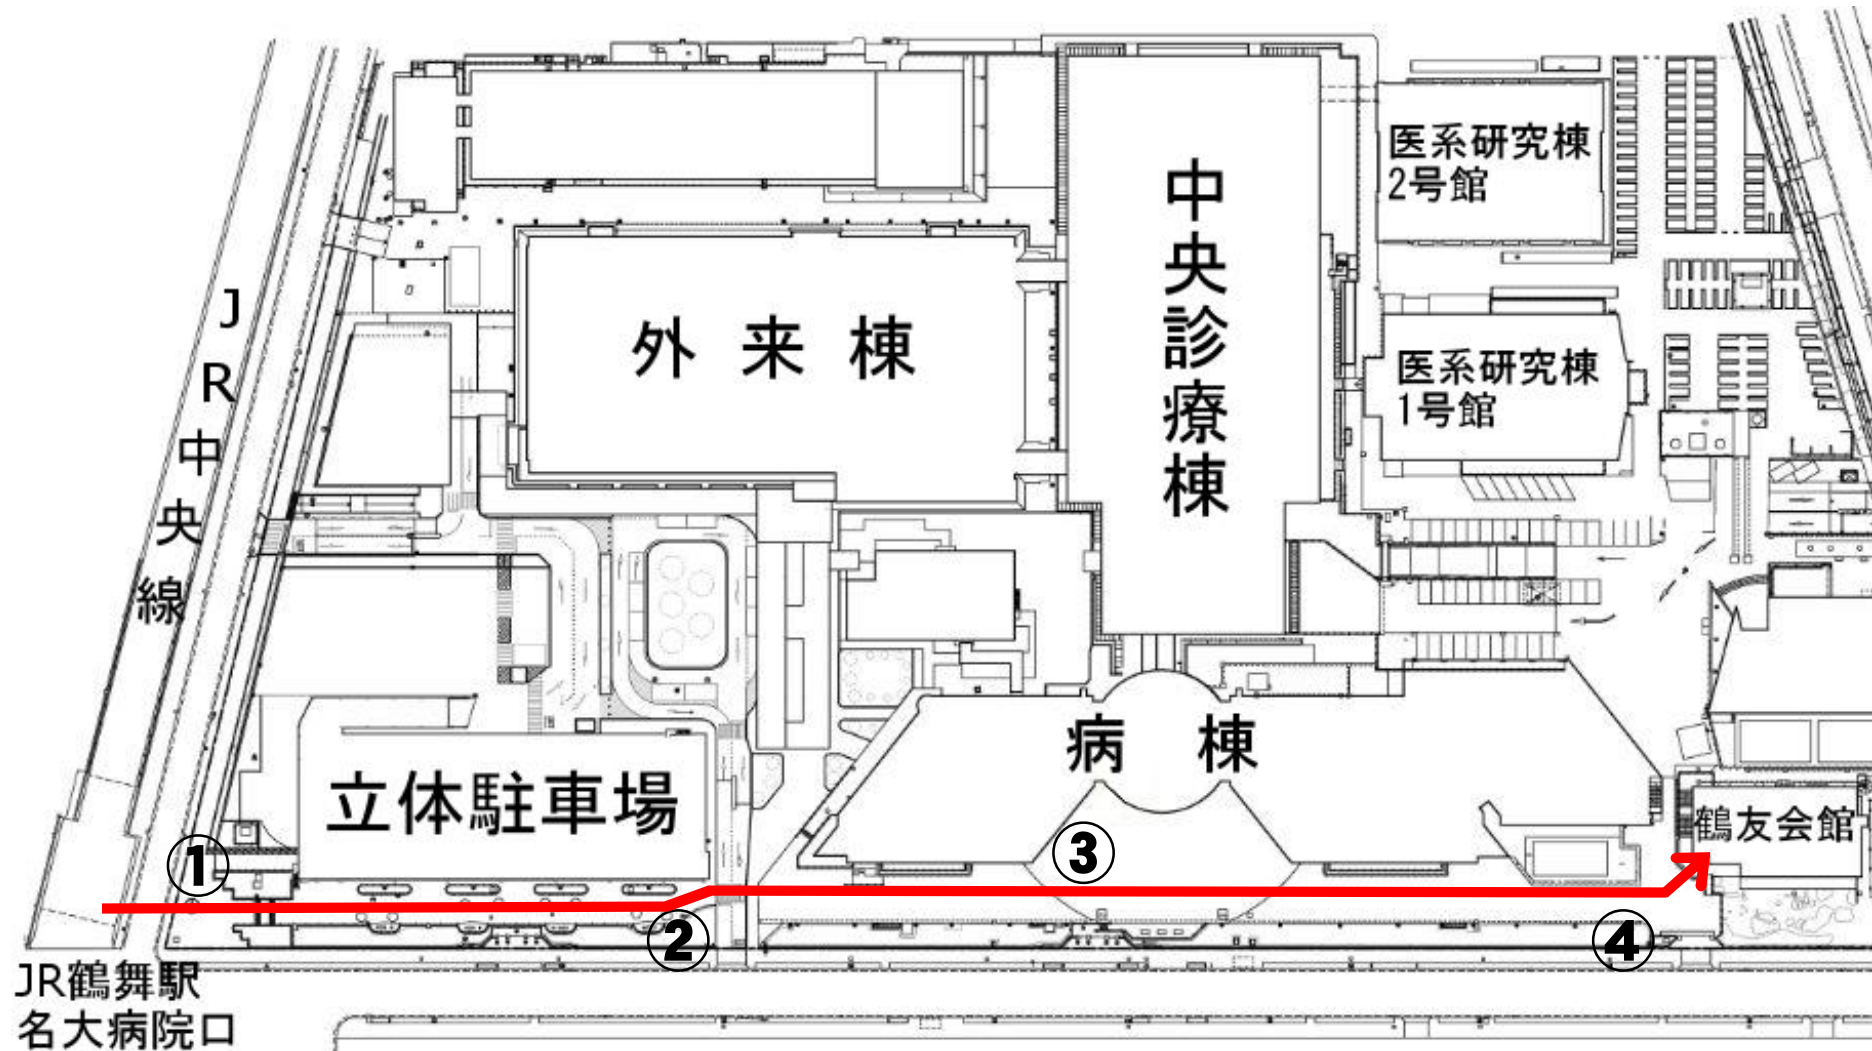 医系研究棟
2号館
中央診療棟
外来棟
JR中央線
医系研究棟
1号館
病棟
立体駐車場
鶴友会館
①
②
③
④
JR鶴舞駅
名大病院口